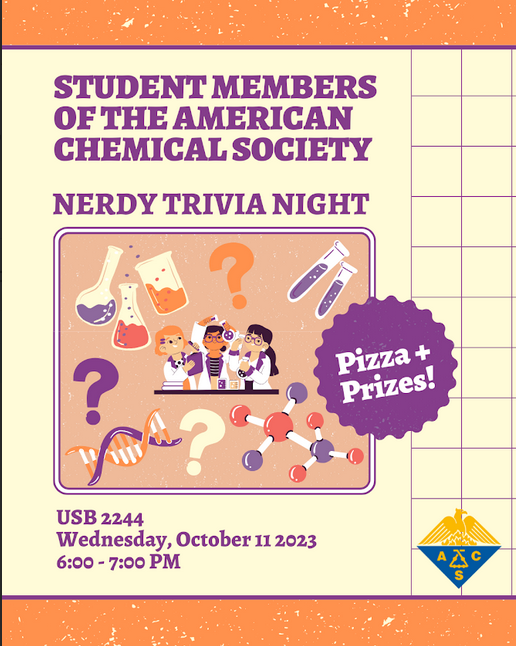 STUDENT MEMBERS
OF THE AMERICAN
CHEMICAL SOCIETY
NERDY TRIVIA NIGHT
?
?
?
Pizza +
Prizes!
USB 2244
Wednesday, October 11 2023
6:00 - 7:00 PM
A C
S